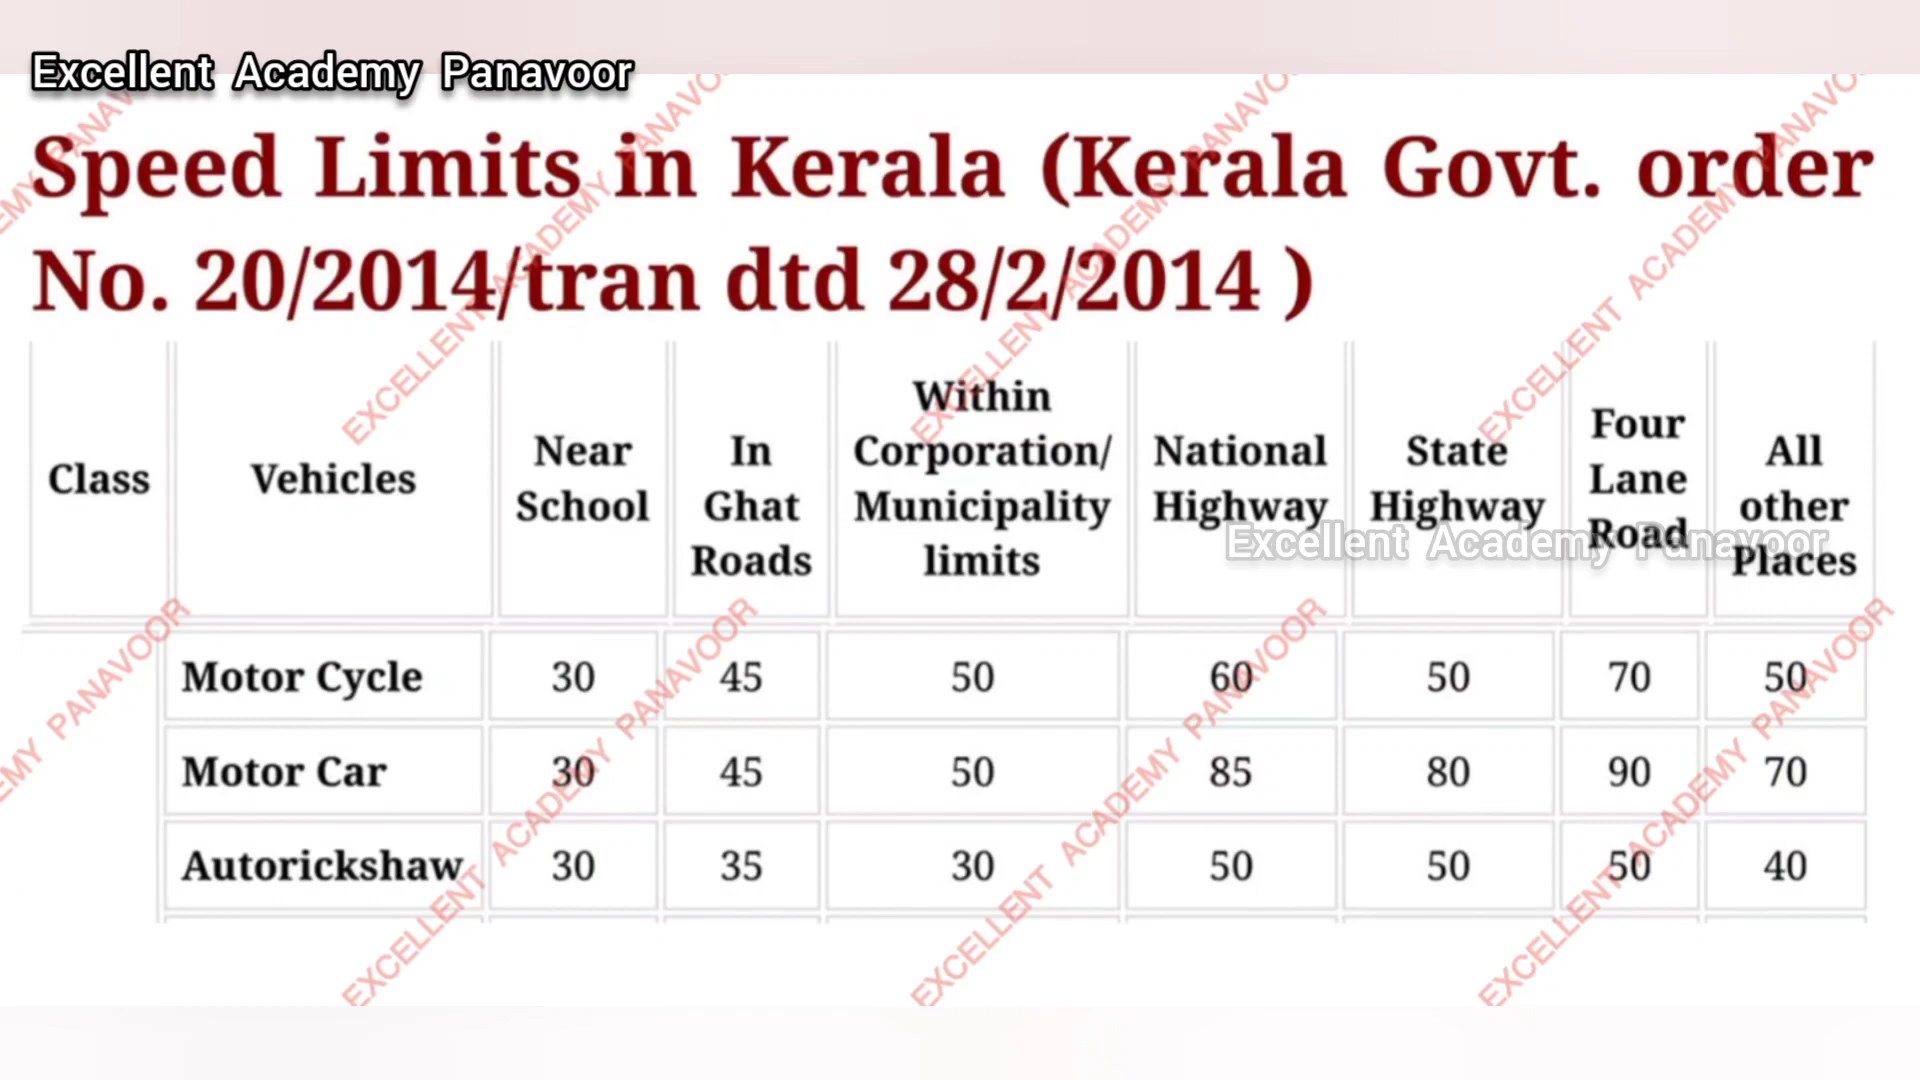 Excellent Academy Panavoor
Speed Limits in Kerala (Kerala Govt. order
No. 20/2014/tran dtd 28/2/2014 )
Class Vehicles Near School In Ghat Roads Within Corporation/ Municipality limits National Highway State Highway Four Lane Road All other Places
Motor Cycle 30 45 50 60 50 70 50
Motor Car 30 45 50 85 80 90 70
Autorickshaw 30 35 30 50 50 50 40
Excellent Academy Panavoor
EXCELLENT ACADEMY PANAVOOR